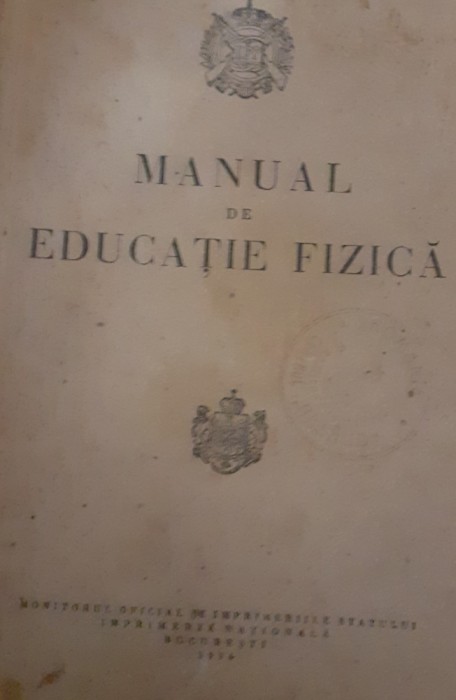 MANUAL
DE
EDUCAȚIE FIZICĂ
MONITORUL OFICIAL ȘI IMPRIMERIILE STATULUI
IMPRIMERIA NAȚIONALĂ
BUCUREȘTI